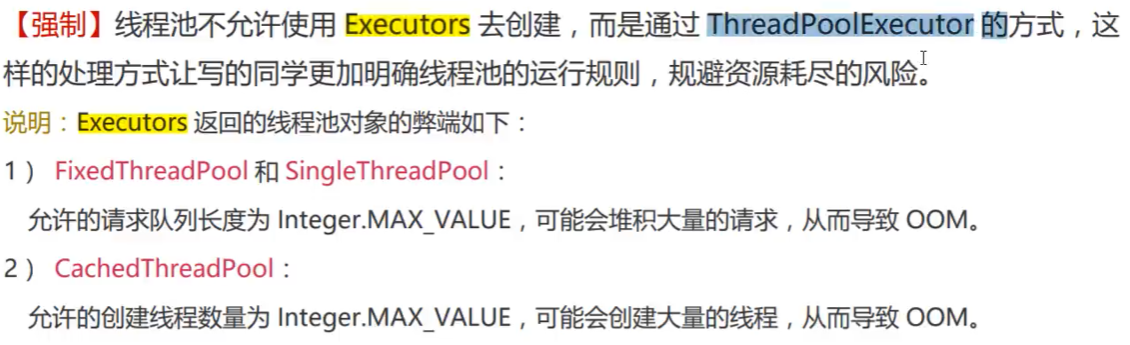 【强制】线程池不允许使用 Executors 去创建，而是通过 ThreadPoolExecutor 的方式，这
样的处理方式让写的同学更加明确线程池的运行规则，规避资源耗尽的风险。
说明：Executors 返回的线程池对象的弊端如下：
1） FixedThreadPool 和 SingleThreadPool：
允许的请求队列长度为 Integer.MAX_VALUE，可能会堆积大量的请求，从而导致 OOM。
2） CachedThreadPool：
允许的创建线程数量为 Integer.MAX_VALUE，可能会创建大量的线程，从而导致 OOM。